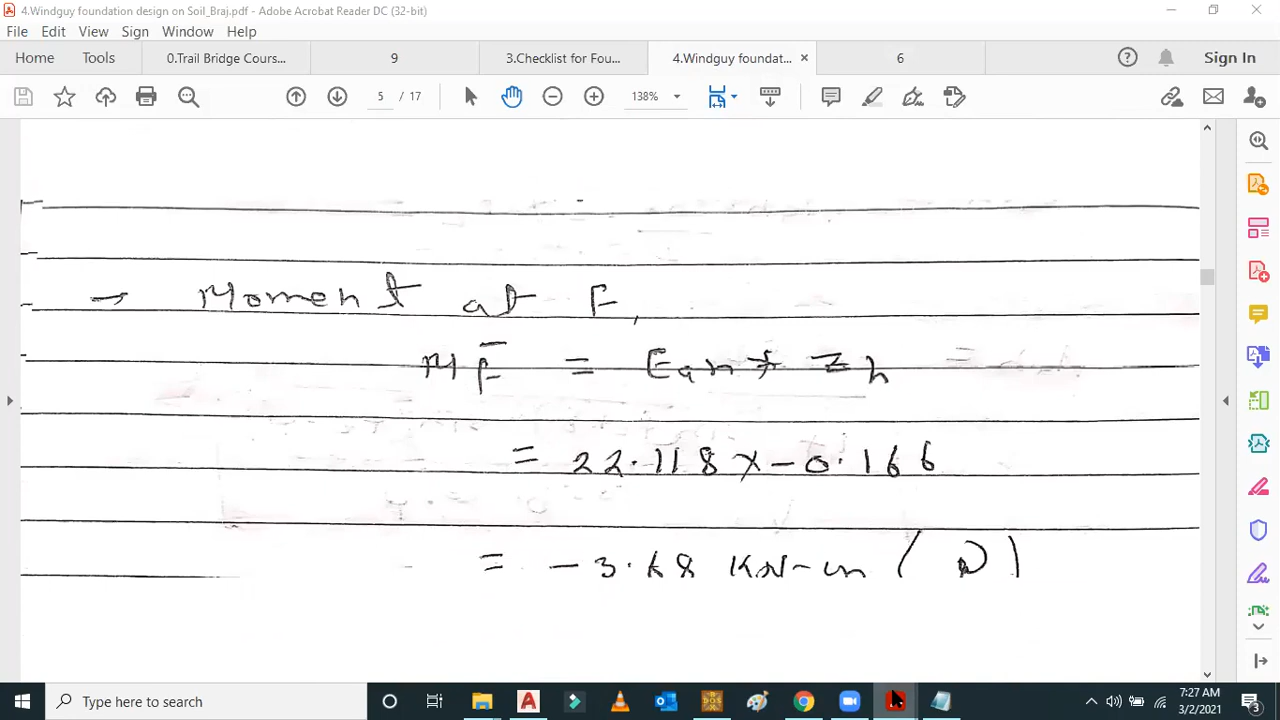 4.Windguy foundation design on Soil_Braj.pdf - Adobe Acrobat Reader DC (32-bit)
File Edit View Sign Window Help
Home Tools 0.Trail Bridge Cours... 9 3.Checklist for Fou... 4.Windguy foundat... × 6 Sign In
5 / 17 138%
→ Moment at F,
MF = Eah * Zh
= 22.118 x - 0.166
= - 3.68 KN-m ( )
Type here to search
7:27 AM
3/2/2021
3